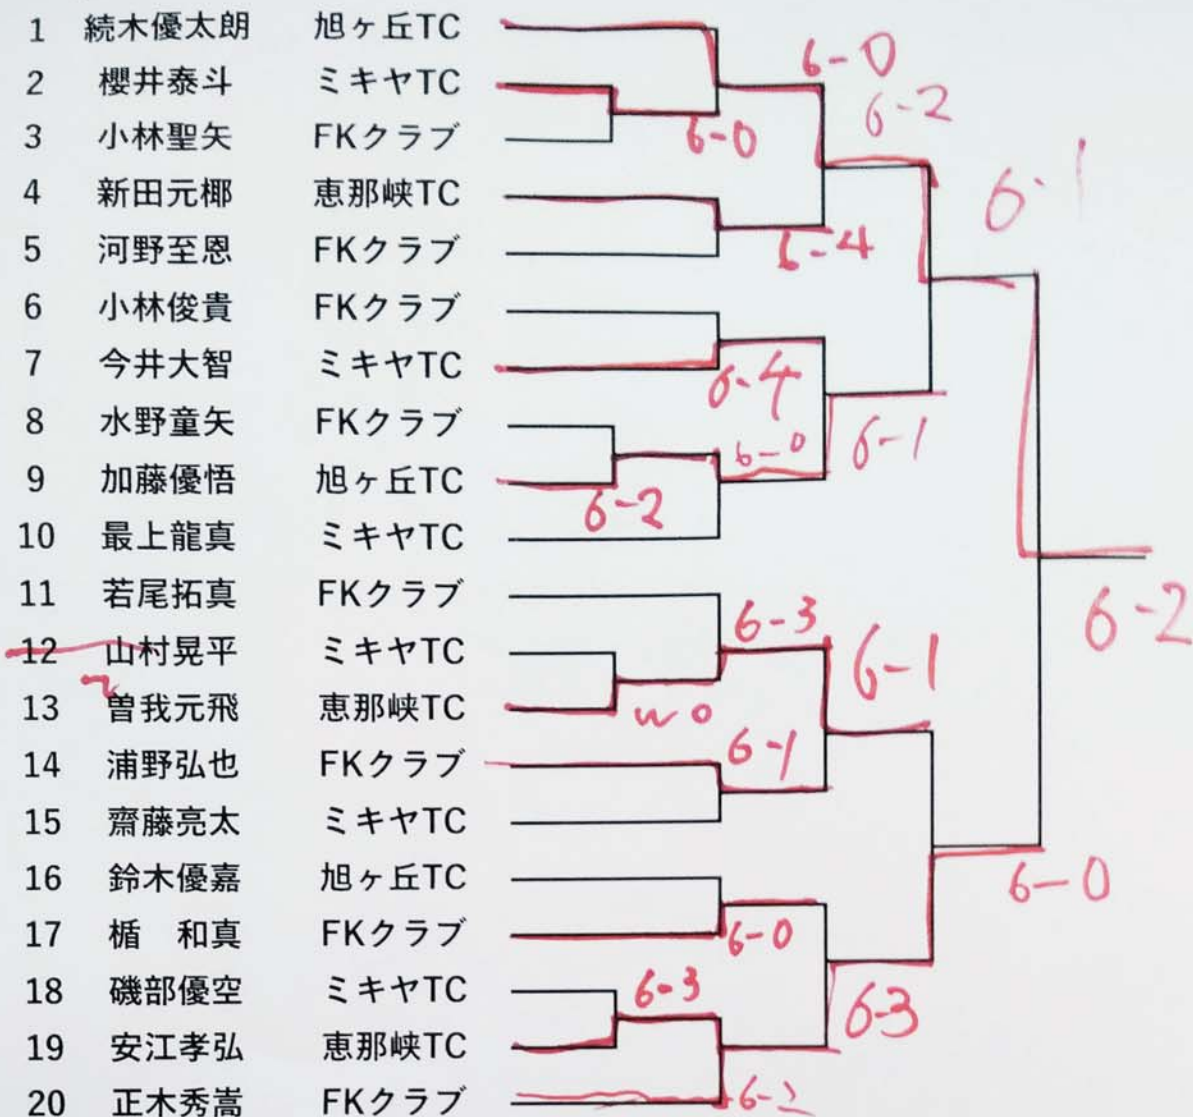 1 続木優太朗 旭ヶ丘TC
2 櫻井泰斗 ミキヤTC
3 小林聖矢 FKクラブ
4 新田元椰 恵那峡TC
5 河野至恩 FKクラブ
6 小林俊貴 FKクラブ
7 今井大智 ミキヤTC
8 水野童矢 FKクラブ
9 加藤優悟 旭ヶ丘TC
10 最上龍真 ミキヤTC
11 若尾拓真 FKクラブ
12 山村晃平 ミキヤTC
13 曽我元飛 恵那峡TC
14 浦野弘也 FKクラブ
15 齋藤亮太 ミキヤTC
16 鈴木優嘉 旭ヶ丘TC
17 楯 和真 FKクラブ
18 磯部優空 ミキヤTC
19 安江孝弘 恵那峡TC
20 正木秀嵩 FKクラブ
6-0
6-2
6-0
6-1
6-4
6-4
6-0
6-1
6-2
6-3
6-2
6-1
wo
6-1
6-0
6-0
6-3
6-3
6-2